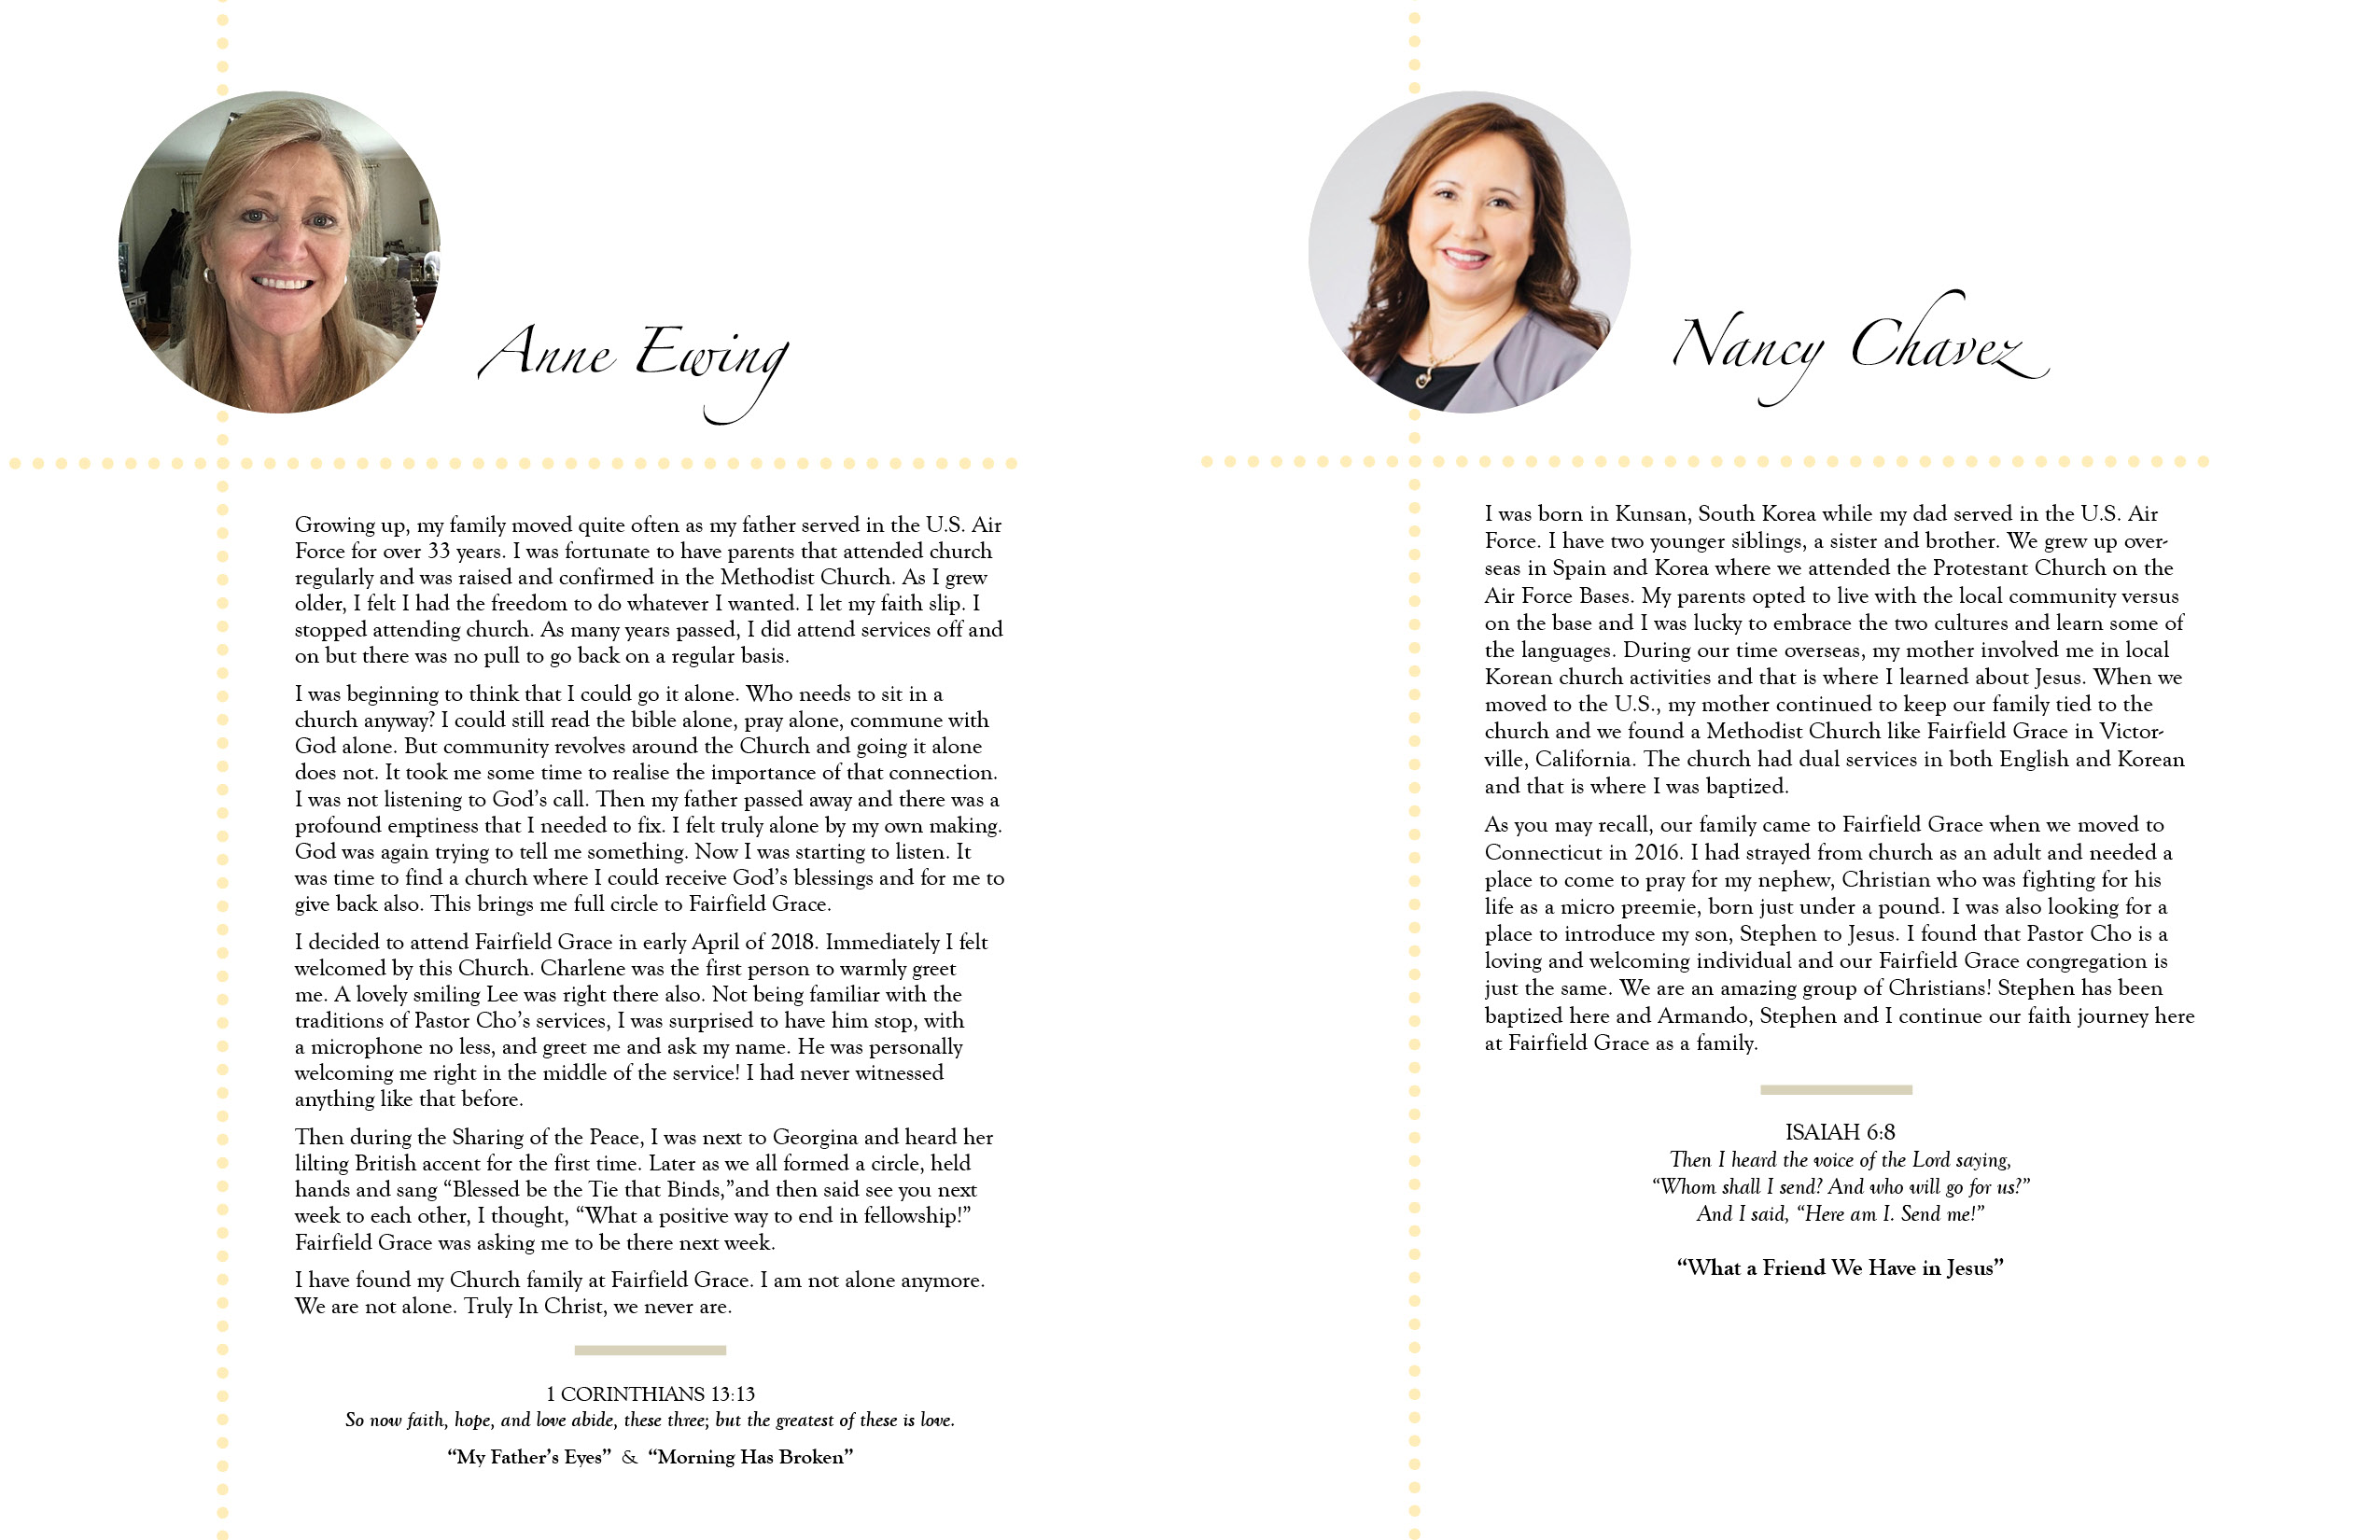 Anne Ewing
Growing up, my family moved quite often as my father served in the U.S. Air
Force for over 33 years. I was fortunate to have parents that attended church
regularly and was raised and confirmed in the Methodist Church. As I grew
older, I felt I had the freedom to do whatever I wanted. I let my faith slip. I
stopped attending church. As many years passed, I did attend services off and
on but there was no pull to go back on a regular basis.
I was beginning to think that I could go it alone. Who needs to sit in a
church anyway? I could still read the bible alone, pray alone, commune with
God alone. But community revolves around the Church and going it alone
does not. It took me some time to realise the importance of that connection.
I was not listening to God’s call. Then my father passed away and there was a
profound emptiness that I needed to fix. I felt truly alone by my own making.
God was again trying to tell me something. Now I was starting to listen. It
was time to find a church where I could receive God’s blessings and for me to
give back also. This brings me full circle to Fairfield Grace.
I decided to attend Fairfield Grace in early April of 2018. Immediately I felt
welcomed by this Church. Charlene was the first person to warmly greet
me. A lovely smiling Lee was right there also. Not being familiar with the
traditions of Pastor Cho’s services, I was surprised to have him stop, with
a microphone no less, and greet me and ask my name. He was personally
welcoming me right in the middle of the service! I had never witnessed
anything like that before.
Then during the Sharing of the Peace, I was next to Georgina and heard her
lilting British accent for the first time. Later as we all formed a circle, held
hands and sang “Blessed be the Tie that Binds,”and then said see you next
week to each other, I thought, “What a positive way to end in fellowship!”
Fairfield Grace was asking me to be there next week.
I have found my Church family at Fairfield Grace. I am not alone anymore.
We are not alone. Truly In Christ, we never are.
1 CORINTHIANS 13:13
So now faith, hope, and love abide, these three; but the greatest of these is love.
“My Father’s Eyes” & “Morning Has Broken”
Nancy Chavez
I was born in Kunsan, South Korea while my dad served in the U.S. Air
Force. I have two younger siblings, a sister and brother. We grew up over-
seas in Spain and Korea where we attended the Protestant Church on the
Air Force Bases. My parents opted to live with the local community versus
on the base and I was lucky to embrace the two cultures and learn some of
the languages. During our time overseas, my mother involved me in local
Korean church activities and that is where I learned about Jesus. When we
moved to the U.S., my mother continued to keep our family tied to the
church and we found a Methodist Church like Fairfield Grace in Victor-
ville, California. The church had dual services in both English and Korean
and that is where I was baptized.
As you may recall, our family came to Fairfield Grace when we moved to
Connecticut in 2016. I had strayed from church as an adult and needed a
place to come to pray for my nephew, Christian who was fighting for his
life as a micro preemie, born just under a pound. I was also looking for a
place to introduce my son, Stephen to Jesus. I found that Pastor Cho is a
loving and welcoming individual and our Fairfield Grace congregation is
just the same. We are an amazing group of Christians! Stephen has been
baptized here and Armando, Stephen and I continue our faith journey here
at Fairfield Grace as a family.
ISAIAH 6:8
Then I heard the voice of the Lord saying,
“Whom shall I send? And who will go for us?”
And I said, “Here am I. Send me!”
“What a Friend We Have in Jesus”